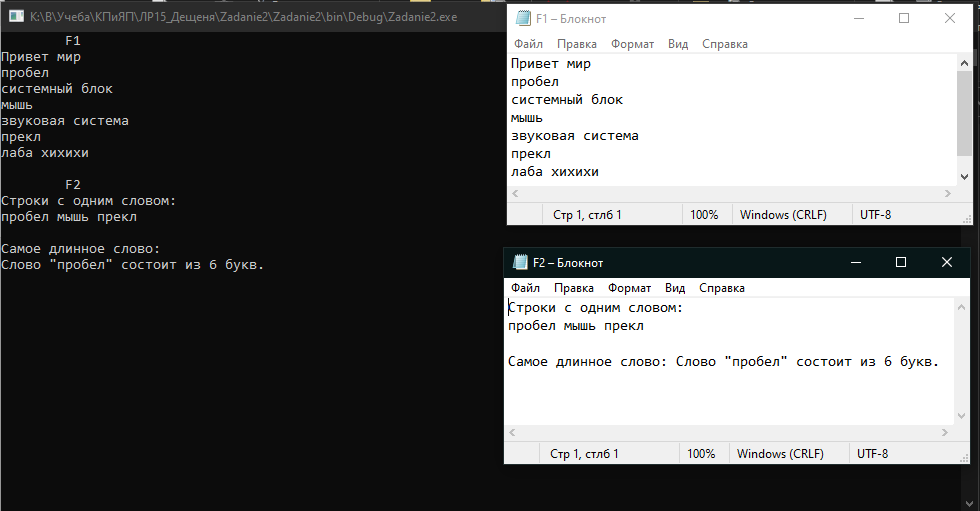 K:\В\Учеба\КПиЯП\ЛР15_Дещеня\Zadanie2\Zadanie2\bin\Debug\Zadanie2.exe
F1
Привет мир
пробел
системный блок
мышь
звуковая система
прекл
лаба хихихи
F2
Строки с одним словом:
пробел мышь прекл
Самое длинное слово:
Слово "пробел" состоит из 6 букв.
F1 – Блокнот
Файл Правка Формат Вид Справка
Привет мир
пробел
системный блок
мышь
звуковая система
прекл
лаба хихихи
Стр 1, стлб 1 100% Windows (CRLF) UTF-8
F2 – Блокнот
Файл Правка Формат Вид Справка
Строки с одним словом:
пробел мышь прекл
Самое длинное слово: Слово "пробел" состоит из 6 букв.
Стр 1, стлб 1 100% Windows (CRLF) UTF-8